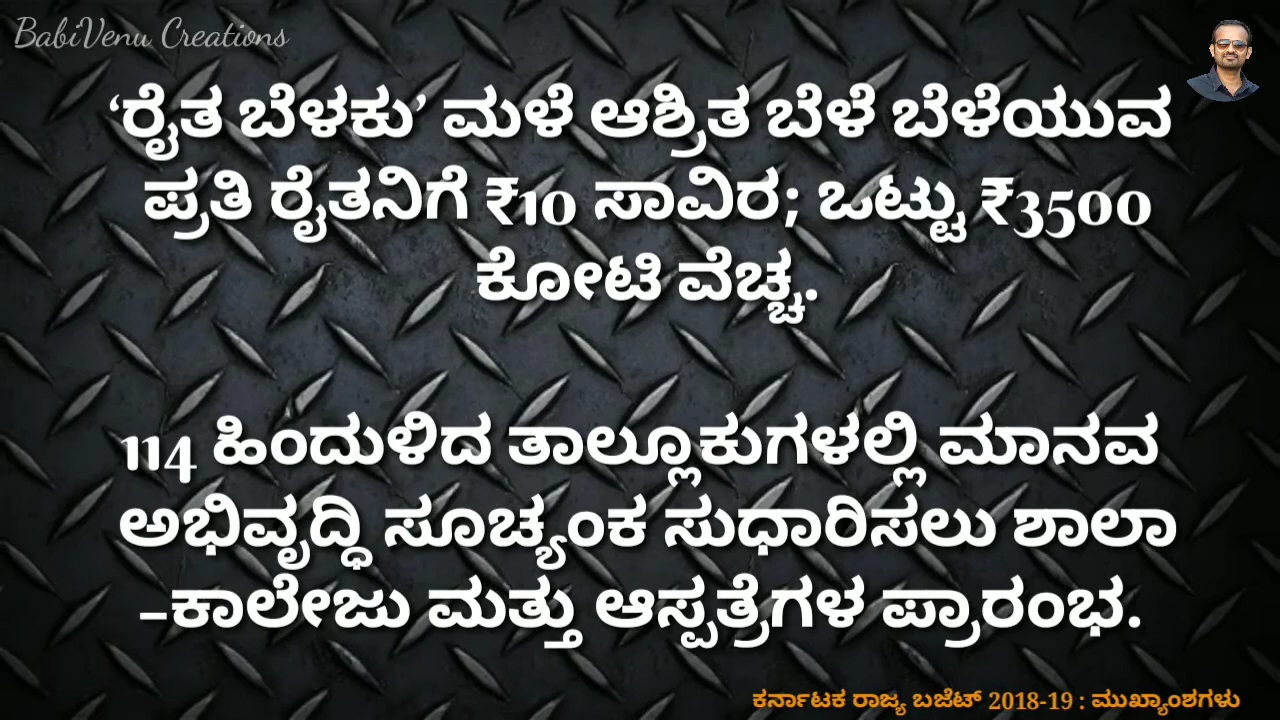 BabiVenu Creations
‘ರೈತ ಬೆಳಕು’ ಮಳೆ ಆಶ್ರಿತ ಬೆಳೆ ಬೆಳೆಯುವ
ಪ್ರತಿ ರೈತನಿಗೆ ₹10 ಸಾವಿರ; ಒಟ್ಟು ₹3500
ಕೋಟಿ ವೆಚ್ಚ.
114 ಹಿಂದುಳಿದ ತಾಲ್ಲೂಕುಗಳಲ್ಲಿ ಮಾನವ
ಅಭಿವೃದ್ಧಿ ಸೂಚ್ಯಂಕ ಸುಧಾರಿಸಲು ಶಾಲಾ
–ಕಾಲೇಜು ಮತ್ತು ಆಸ್ಪತ್ರೆಗಳ ಪ್ರಾರಂಭ.
ಕರ್ನಾಟಕ ರಾಜ್ಯ ಬಜೆಟ್ 2018-19 : ಮುಖ್ಯಾಂಶಗಳು